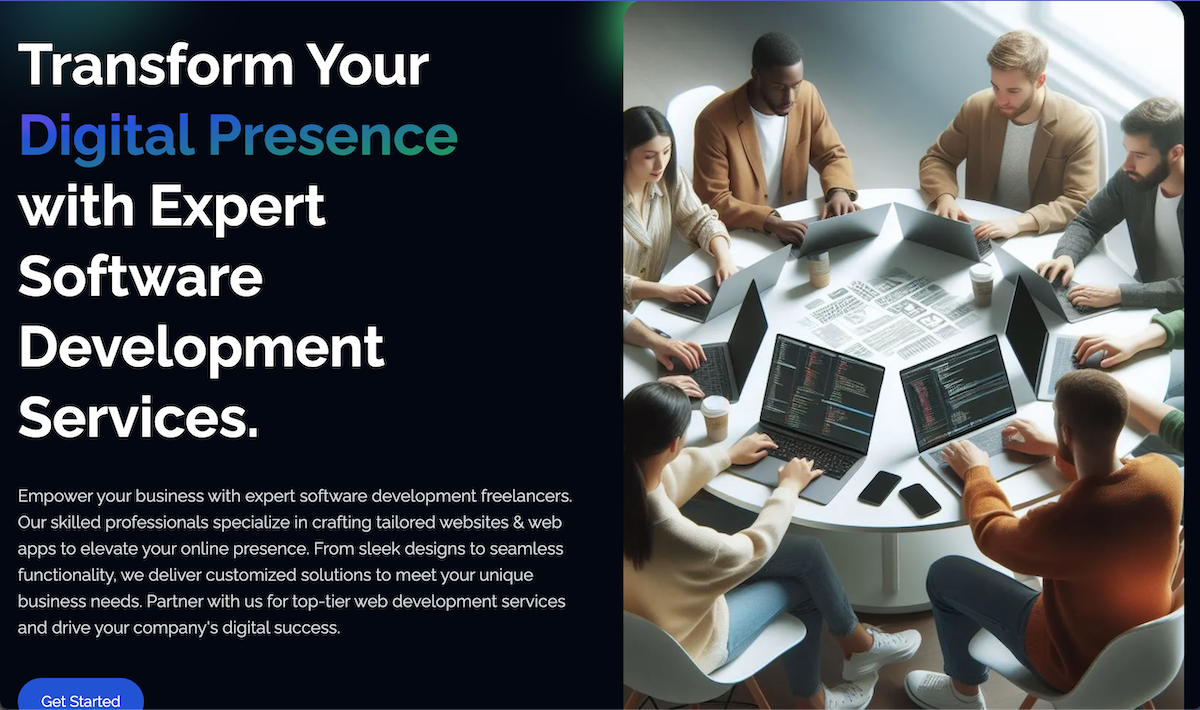 Transform Your
Digital Presence
with Expert
Software
Development
Services.
Empower your business with expert software development freelancers.
Our skilled professionals specialize in crafting tailored websites & web
apps to elevate your online presence. From sleek designs to seamless
functionality, we deliver customized solutions to meet your unique
business needs. Partner with us for top-tier web development services
and drive your company's digital success.
Get Started